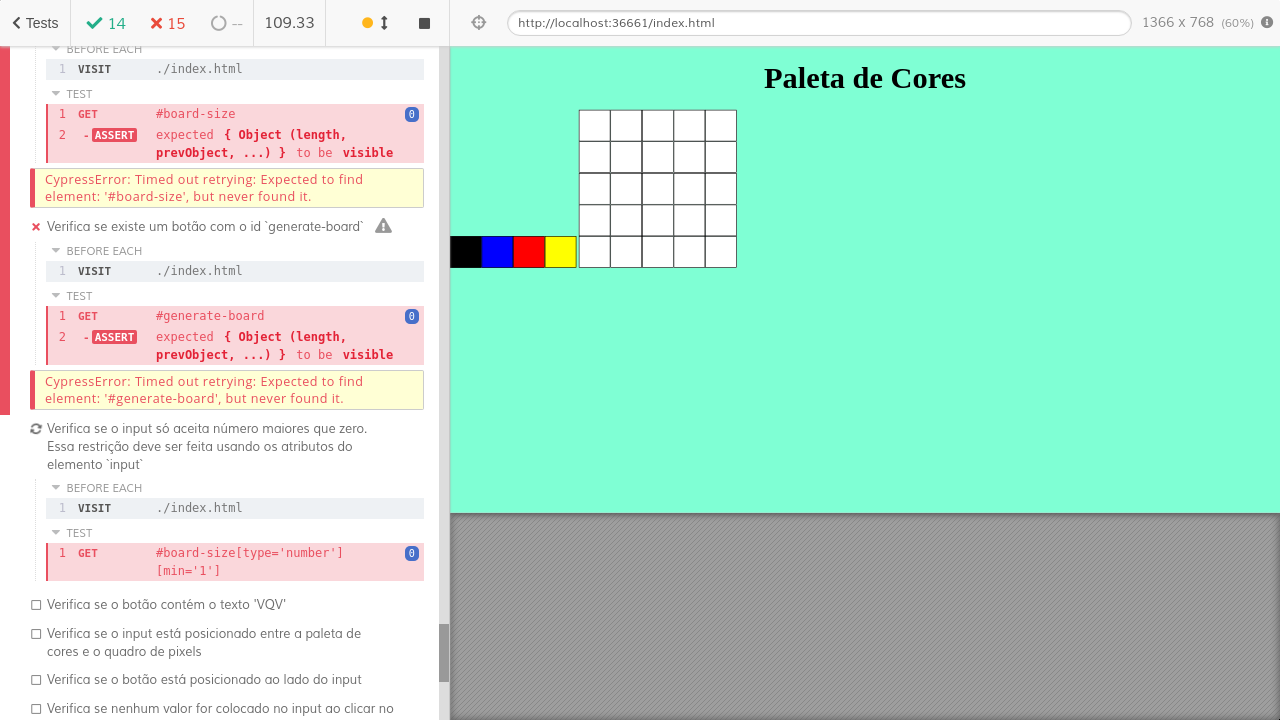 Tests
14
15
--
109.33
http://localhost:36661/index.html
1366 x 768 (60%)
BEFORE EACH
1 VISIT ./index.html
TEST
1 GET #board-size 0
2 -ASSERT expected { Object (length,
prevObject, ...) } to be visible
CypressError: Timed out retrying: Expected to find
element: '#board-size', but never found it.
Verifica se existe um botão com o id `generate-board`
BEFORE EACH
1 VISIT ./index.html
TEST
1 GET #generate-board 0
2 -ASSERT expected { Object (length,
prevObject, ...) } to be visible
CypressError: Timed out retrying: Expected to find
element: '#generate-board', but never found it.
Verifica se o input só aceita número maiores que zero.
Essa restrição deve ser feita usando os atributos do
elemento `input`
BEFORE EACH
1 VISIT ./index.html
TEST
1 GET #board-size[type='number'] 0
[min='1']
Verifica se o botão contém o texto 'VQV'
Verifica se o input está posicionado entre a paleta de
cores e o quadro de pixels
Verifica se o botão está posicionado ao lado do input
Verifica se nenhum valor for colocado no input ao clicar no
Paleta de Cores